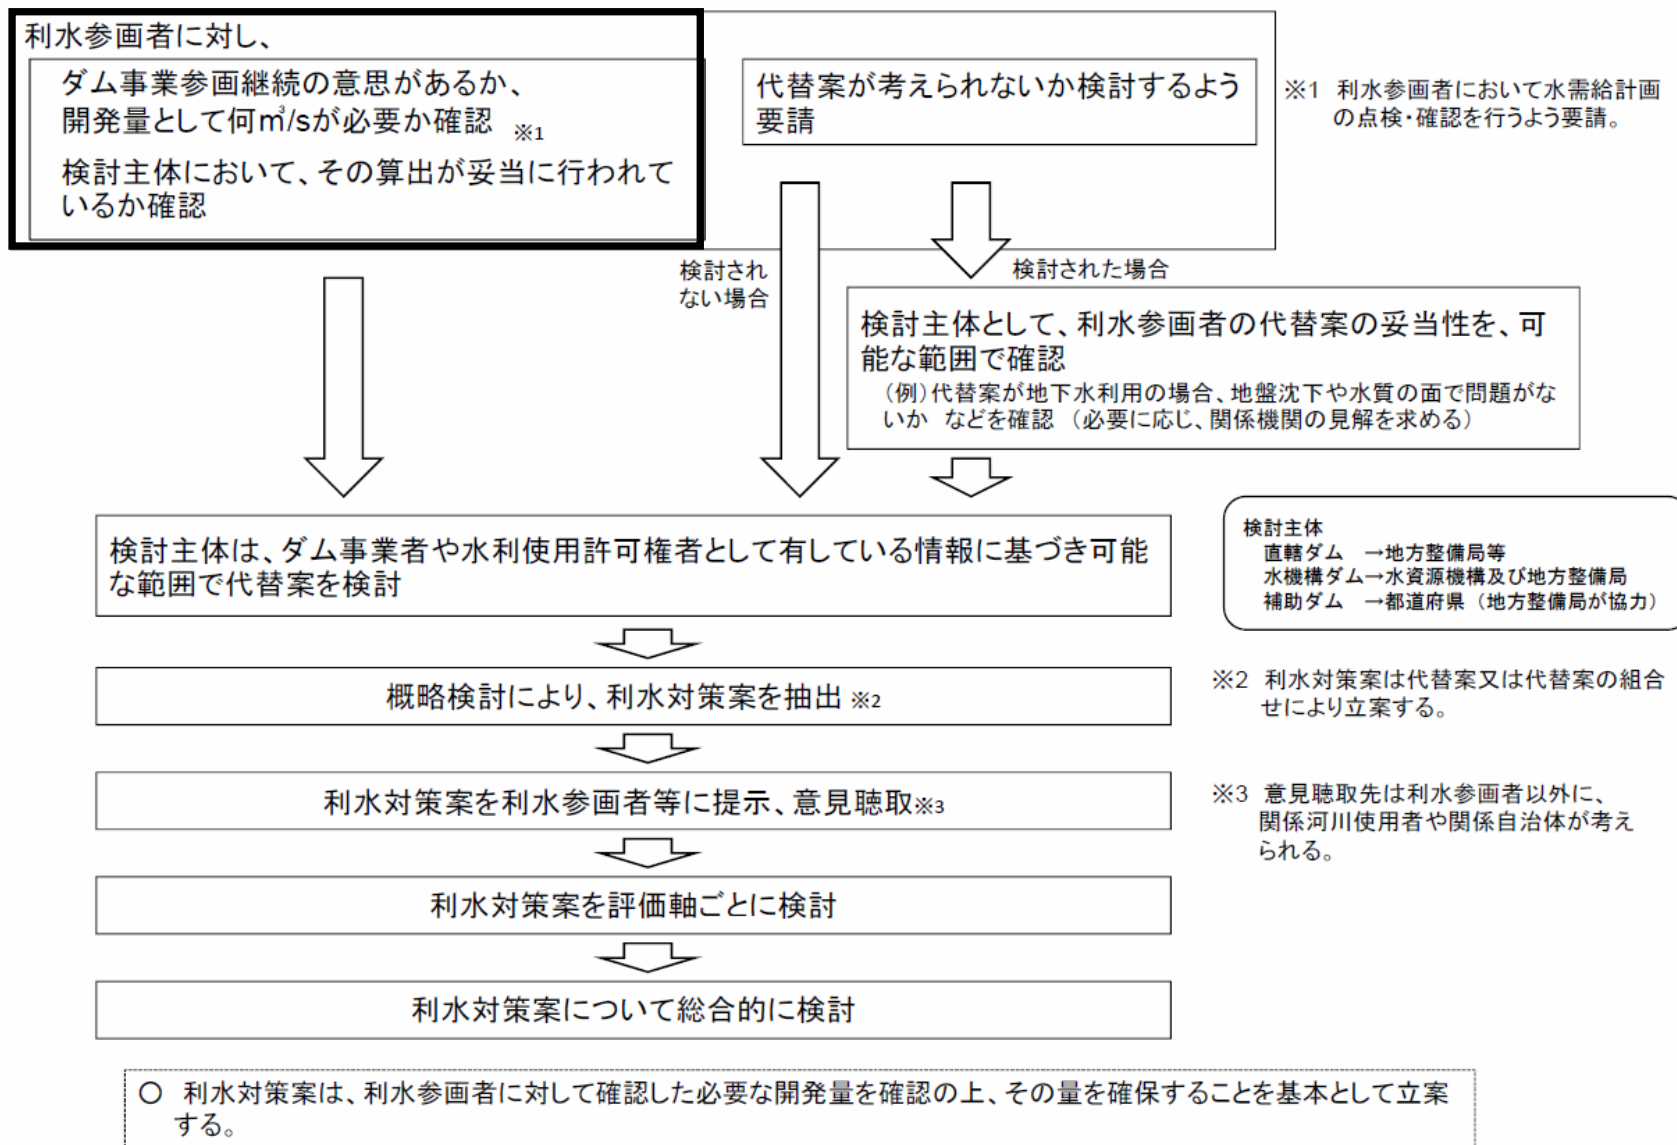 利水参画者に対し、
ダム事業参画継続の意思があるか、
開発量として何㎥/sが必要か確認 ※1
検討主体において、その算出が妥当に行われて
いるか確認
代替案が考えられないか検討するよう
要請
※1 利水参画者において水需給計画
の点検・確認を行うよう要請。
検討され
ない場合
検討された場合
検討主体として、利水参画者の代替案の妥当性を、可
能な範囲で確認
（例）代替案が地下水利用の場合、地盤沈下や水質の面で問題がな
いか などを確認 （必要に応じ、関係機関の見解を求める）
検討主体は、ダム事業者や水利使用許可権者として有している情報に基づき可能
な範囲で代替案を検討
検討主体
直轄ダム →地方整備局等
水機構ダム→水資源機構及び地方整備局
補助ダム →都道府県（地方整備局が協力）
概略検討により、利水対策案を抽出 ※2
※2 利水対策案は代替案又は代替案の組合
せにより立案する。
利水対策案を利水参画者等に提示、意見聴取※3
※3 意見聴取先は利水参画者以外に、
関係河川使用者や関係自治体が考え
られる。
利水対策案を評価軸ごとに検討
利水対策案について総合的に検討
○ 利水対策案は、利水参画者に対して確認した必要な開発量を確認の上、その量を確保することを基本として立案
する。